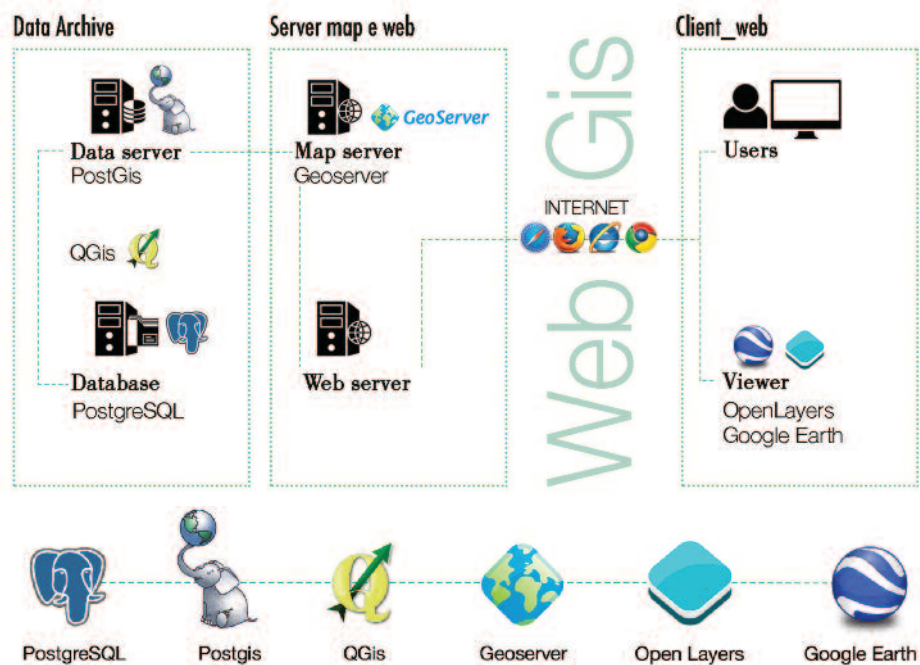 Data Archive
Server map e web
Client_web
Data server
PostGis
QGis
Database
PostgreSQL
GeoServer
Map server
Geoserver
Web server
Web Gis
INTERNET
Users
Viewer
OpenLayers
Google Earth
PostgreSQL
Postgis
QGis
Geoserver
Open Layers
Google Earth